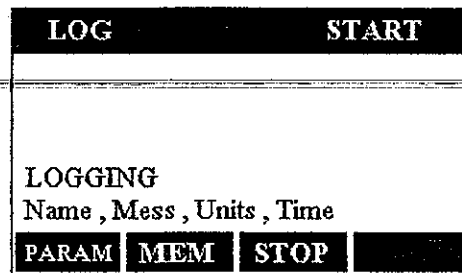 LOG START
LOGGING
Name , Mess , Units , Time
PARAM MEM STOP